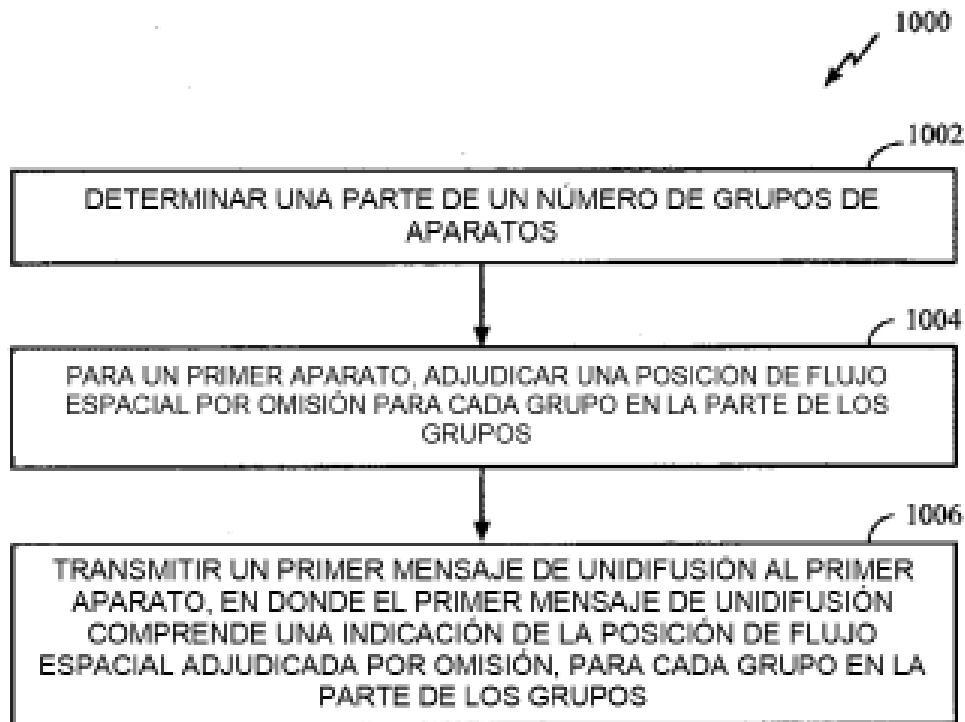 1000
1002
DETERMINAR UNA PARTE DE UN NÚMERO DE GRUPOS DE
APARATOS
1004
PARA UN PRIMER APARATO, ADJUDICAR UNA POSICIÓN DE FLUJO
ESPACIAL POR OMISIÓN PARA CADA GRUPO EN LA PARTE DE LOS
GRUPOS
1006
TRANSMITIR UN PRIMER MENSAJE DE UNIDIFUSIÓN AL PRIMER
APARATO, EN DONDE EL PRIMER MENSAJE DE UNIDIFUSIÓN
COMPRENDE UNA INDICACIÓN DE LA POSICIÓN DE FLUJO
ESPACIAL ADJUDICADA POR OMISIÓN, PARA CADA GRUPO EN LA
PARTE DE LOS GRUPOS